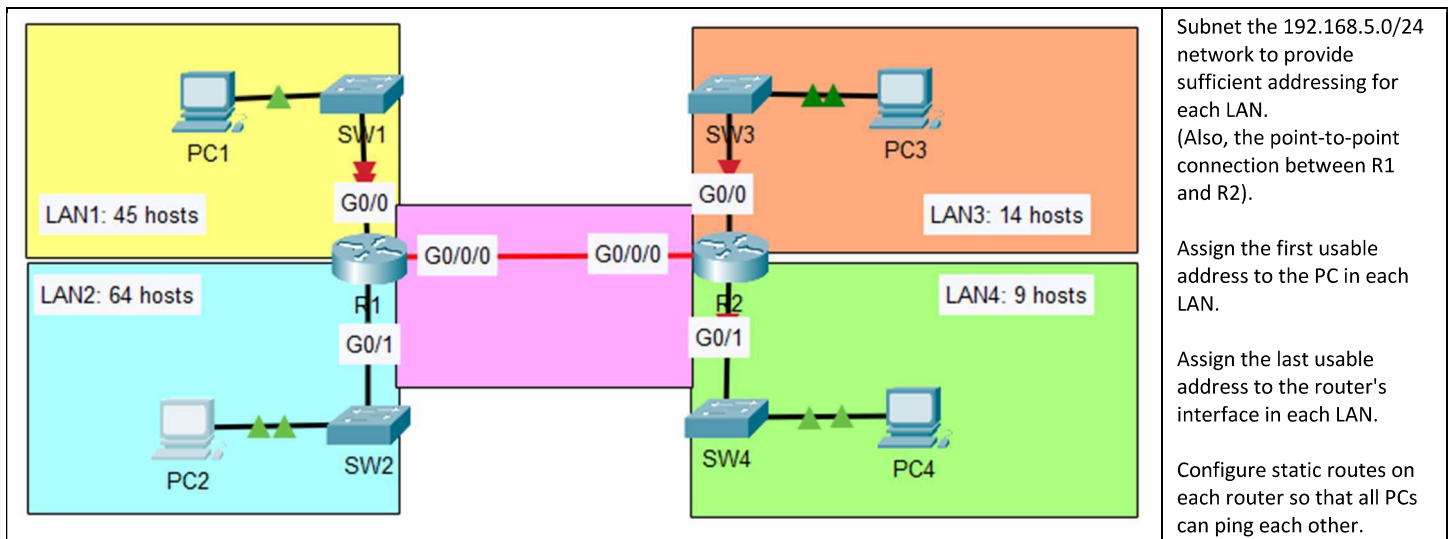 PC1
SW1
G0/0
LAN1: 45 hosts
LAN2: 64 hosts
R1
G0/1
PC2
SW2
G0/0/0
G0/0/0
SW3
PC3
G0/0
LAN3: 14 hosts
LAN4: 9 hosts
R2
G0/1
SW4
PC4
Subnet the 192.168.5.0/24
network to provide
sufficient addressing for
each LAN.
(Also, the point-to-point
connection between R1
and R2).
Assign the first usable
address to the PC in each
LAN.
Assign the last usable
address to the router's
interface in each LAN.
Configure static routes on
each router so that all PCs
can ping each other.